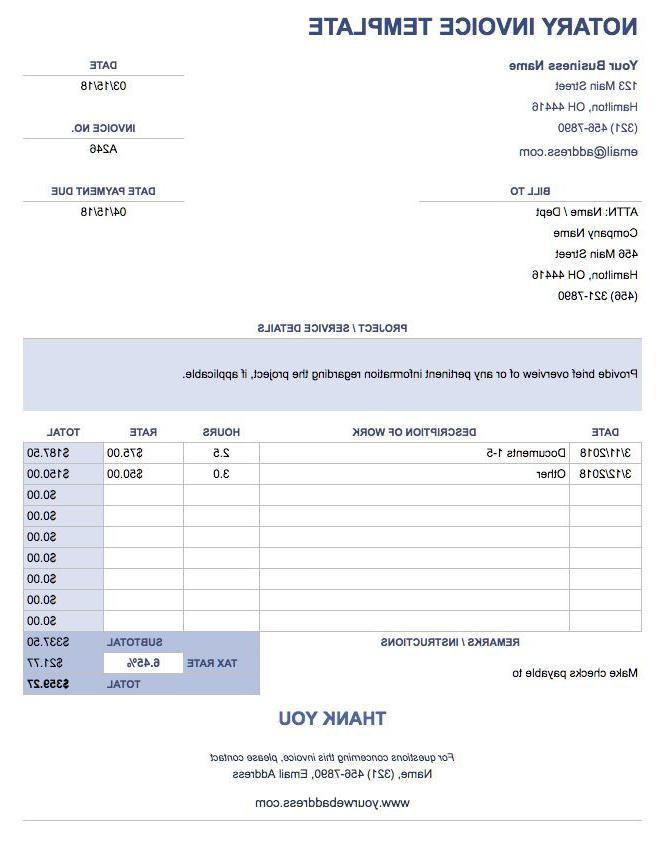 NOTARY INVOICE TEMPLATE
Your Business Name
DATE
123 Main Street
03/15/18
Hamilton, OH 44416
(321) 456-7890
INVOICE NO.
email@address.com
A246
BILL TO
DATE PAYMENT DUE
ATTN: Name / Dept
04/15/18
Company Name
456 Main Street
Hamilton, OH 44416
(456) 321-7890
PROJECT / SERVICE DETAILS
Provide brief overview of or any pertinent information regarding the project, if applicable.
DATE DESCRIPTION OF WORK HOURS RATE TOTAL
3/11/2018 Documents 1-5 2.5 $75.00 $187.50
3/12/2018 Other 3.0 $50.00 $150.00
$0.00
$0.00
$0.00
$0.00
$0.00
$0.00
$0.00
REMARKS / INSTRUCTIONS SUBTOTAL $337.50
Make checks payable to
TAX RATE 6.45% $21.77
TOTAL $359.27
THANK YOU
For questions concerning this invoice, please contact
Name, (321) 456-7890, Email Address
www.yourwebaddress.com